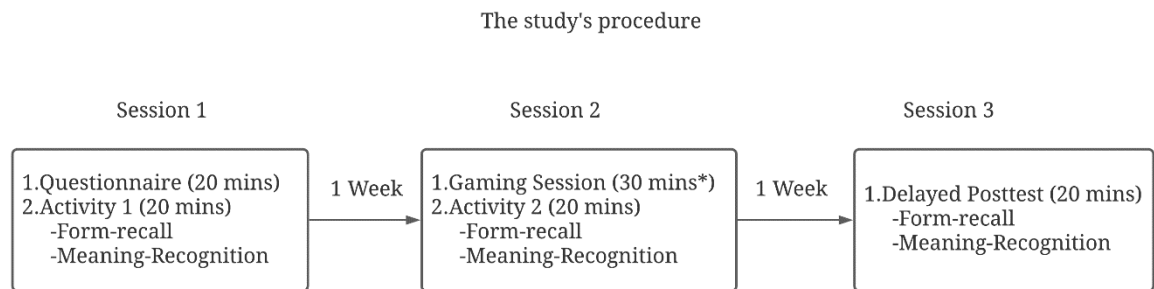 The study's procedure
Session 1
Session 2
Session 3
1.Questionnaire (20 mins)
2.Activity 1 (20 mins)
-Form-recall
-Meaning-Recognition
1 Week
1.Gaming Session (30 mins*)
2.Activity 2 (20 mins)
-Form-recall
-Meaning-Recognition
1 Week
1.Delayed Posttest (20 mins)
-Form-recall
-Meaning-Recognition